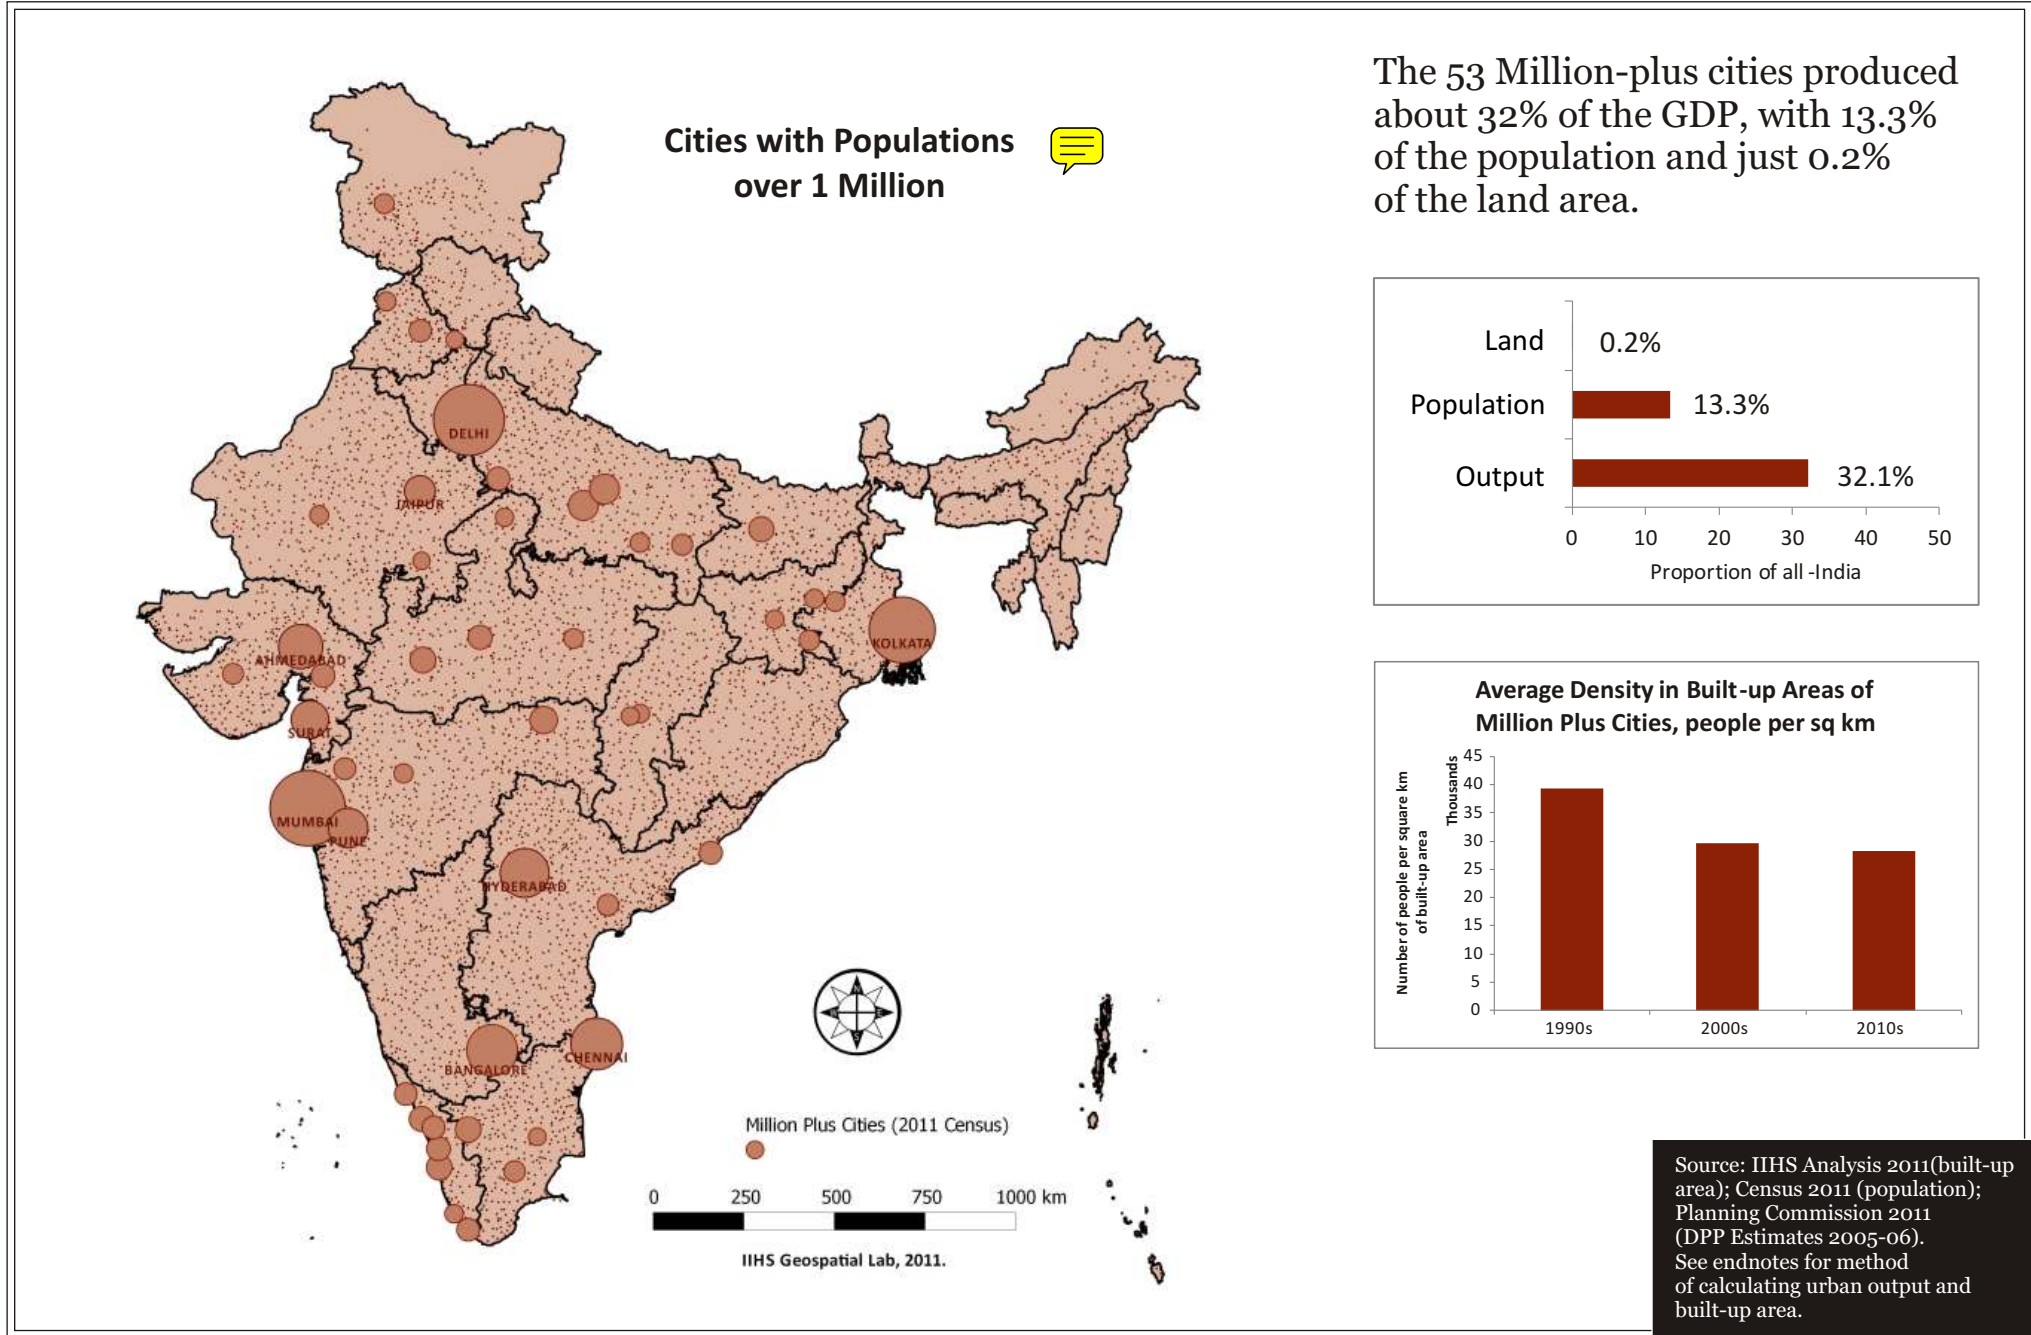 Cities with Populations
over 1 Million
The 53 Million-plus cities produced
about 32% of the GDP, with 13.3%
of the population and just 0.2%
of the land area.
Land
0.2%
Population
13.3%
Output
32.1%
0 10 20 30 40 50
Proportion of all -India
Average Density in Built-up Areas of
Million Plus Cities, people per sq km
Number of people per square km
of built-up area
Thousands
45
40
35
30
25
20
15
10
5
0
1990s 2000s 2010s
DELHI
JAIPUR
AHMEDABAD
KOLKATA
SURAT
MUMBAI
PUNE
HYDERABAD
BANGALORE
CHENNAI
N
E
S
Million Plus Cities (2011 Census)
0 250 500 750 1000 km
IIHS Geospatial Lab, 2011.
Source: IIHS Analysis 2011(built-up
area); Census 2011 (population);
Planning Commission 2011
(DPP Estimates 2005-06).
See endnotes for method
of calculating urban output and
built-up area.